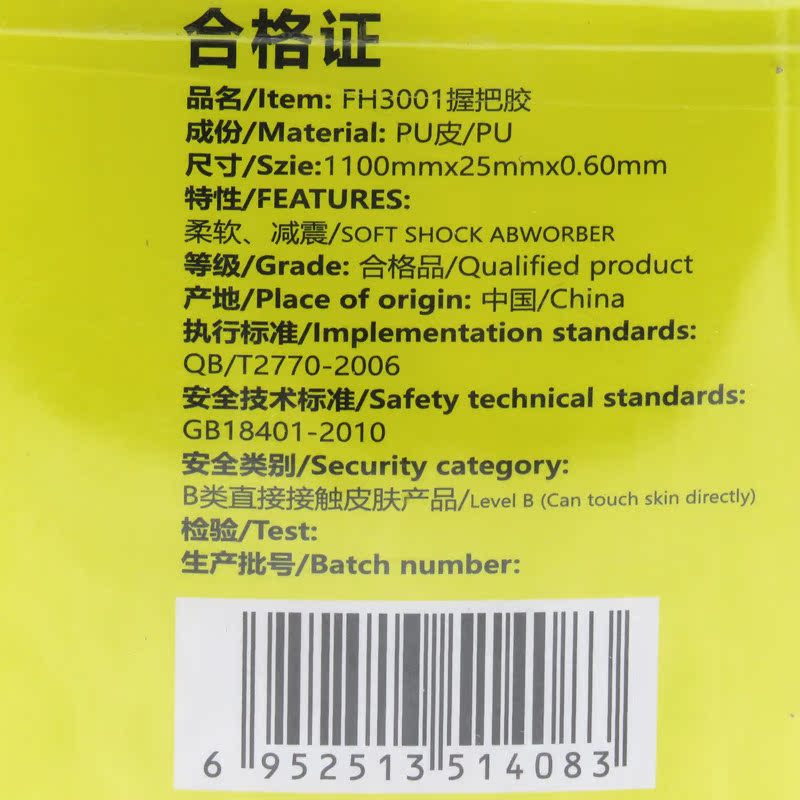 合格证
品名/Item: FH3001握把胶
成份/Material: PU皮/PU
尺寸/Szie:1100mmx25mmx0.60mm
特性/FEATURES:
柔软、减震/SOFT SHOCK ABWORBER
等级/Grade: 合格品/Qualified product
产地/Place of origin: 中国/China
执行标准/Implementation standards:
QB/T2770-2006
安全技术标准/Safety technical standards:
GB18401-2010
安全类别/Security category:
B类直接接触皮肤产品/Level B (Can touch skin directly)
检验/Test:
生产批号/Batch number:
6 952513 514083